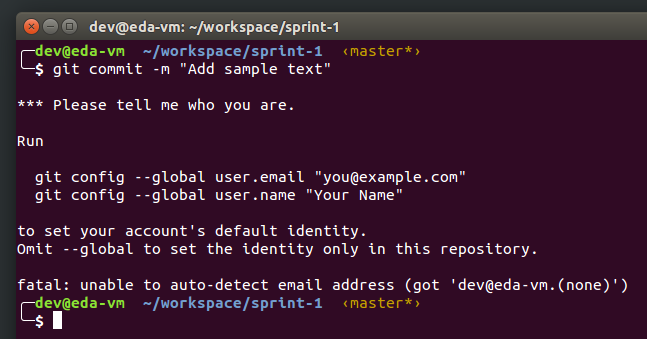 dev@eda-vm: ~/workspace/sprint-1
dev@eda-vm ~/workspace/sprint-1 ‹master*›
$ git commit -m "Add sample text"
*** Please tell me who you are.
Run
git config --global user.email "you@example.com"
git config --global user.name "Your Name"
to set your account's default identity.
Omit --global to set the identity only in this repository.
fatal: unable to auto-detect email address (got 'dev@eda-vm.(none)')
dev@eda-vm ~/workspace/sprint-1 ‹master*›
$